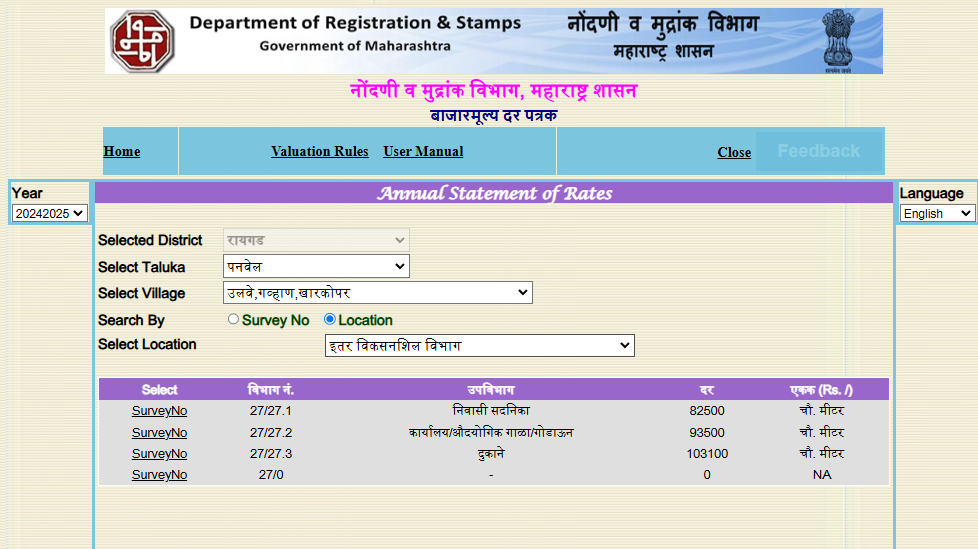 Department of Registration & Stamps
Government of Maharashtra
नोंदणी व मुद्रांक विभाग
महाराष्ट्र शासन
नोंदणी व मुद्रांक विभाग, महाराष्ट्र शासन
बाजारमूल्य दर पत्रक
Home Valuation Rules User Manual Close Feedback
Year Annual Statement of Rates Language
20242025 English
Selected District रायगड
Select Taluka पनवेल
Select Village उलवे,गव्हाण,खारकोपर
Search By Survey No Location
Select Location इतर विकसनशिल विभाग
Select विभाग नं. उपविभाग दर एकक (Rs. /)
SurveyNo 27/27.1 निवासी सदनिका 82500 चौ. मीटर
SurveyNo 27/27.2 कार्यालय/औदयोगिक गाळा/गोडाऊन 93500 चौ. मीटर
SurveyNo 27/27.3 दुकाने 103100 चौ. मीटर
SurveyNo 27/0 - 0 NA